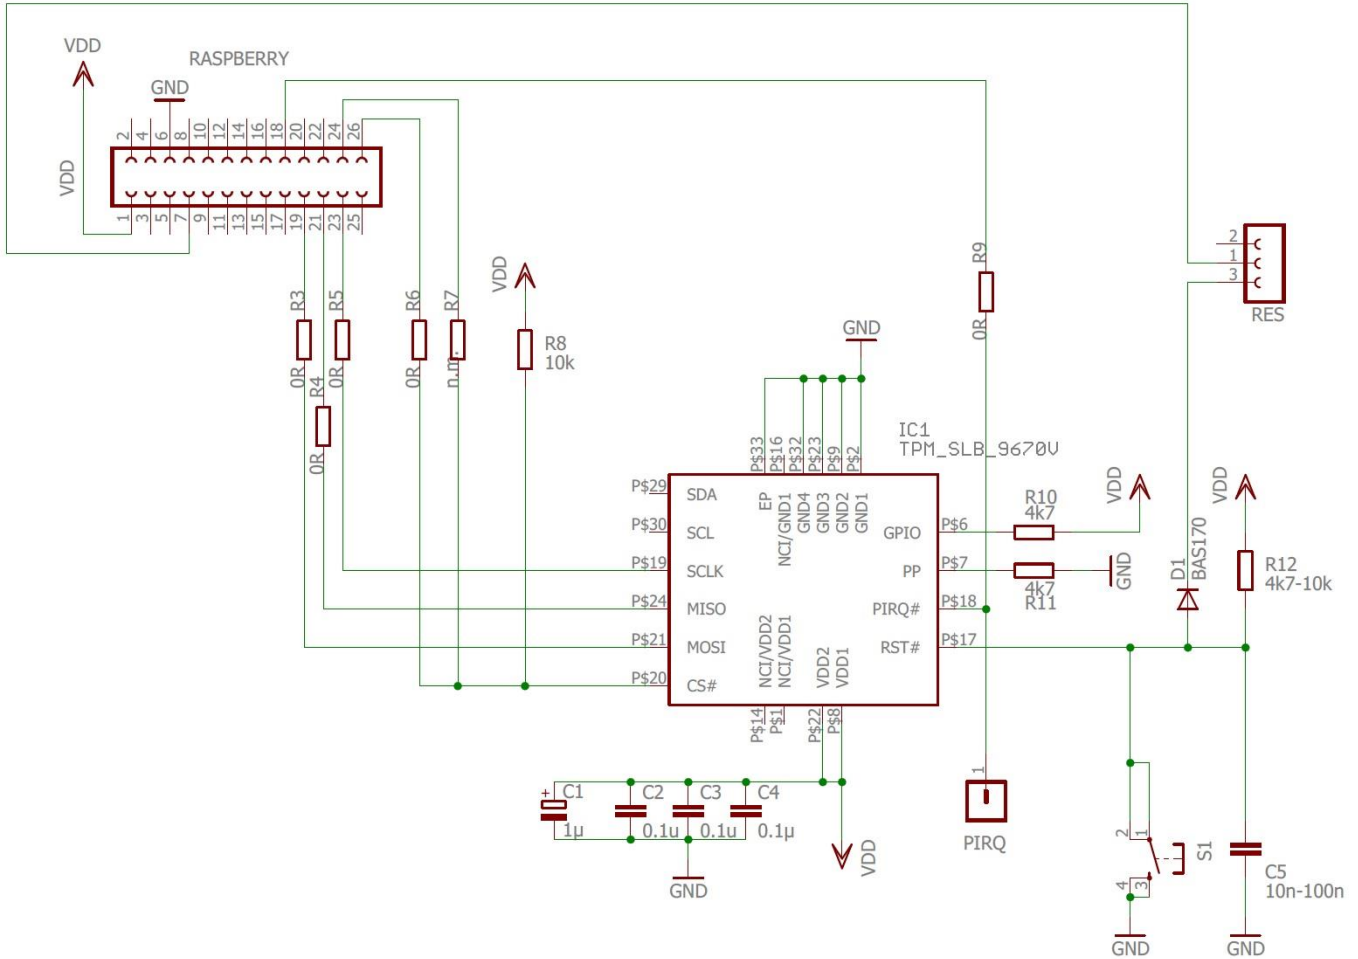 VDD
RASPBERRY
GND
VDD
2
4
6
8
10
12
14
16
18
20
22
24
26
1
3
5
7
9
11
13
15
17
19
21
23
25
R3
0R
R4
0R
R5
0R
R6
0R
R7
n.m.
VDD
R8
10k
R9
0R
2
1
3
RES
GND
IC1
TPM_SLB_9670V
P$33
P$16
P$32
P$23
P$9
P$2
EP
NCI/GND1
GND4
GND3
GND2
GND1
P$29 SDA
P$30 SCL
P$19 SCLK
P$24 MISO
P$21 MOSI
P$20 CS#
GPIO P$6
PP P$7
PIRQ# P$18
RST# P$17
NCI/VDD2
NCI/VDD1
VDD2
VDD1
P$14
P$1
P$22
P$8
R10
4k7
VDD
4k7
R11
GND
D1
BAS170
VDD
R12
4k7-10k
+
C1
1µ
C2
0.1u
C3
0.1u
C4
0.1µ
GND
VDD
1
PIRQ
2
1
4
3
S1
GND
C5
10n-100n
GND